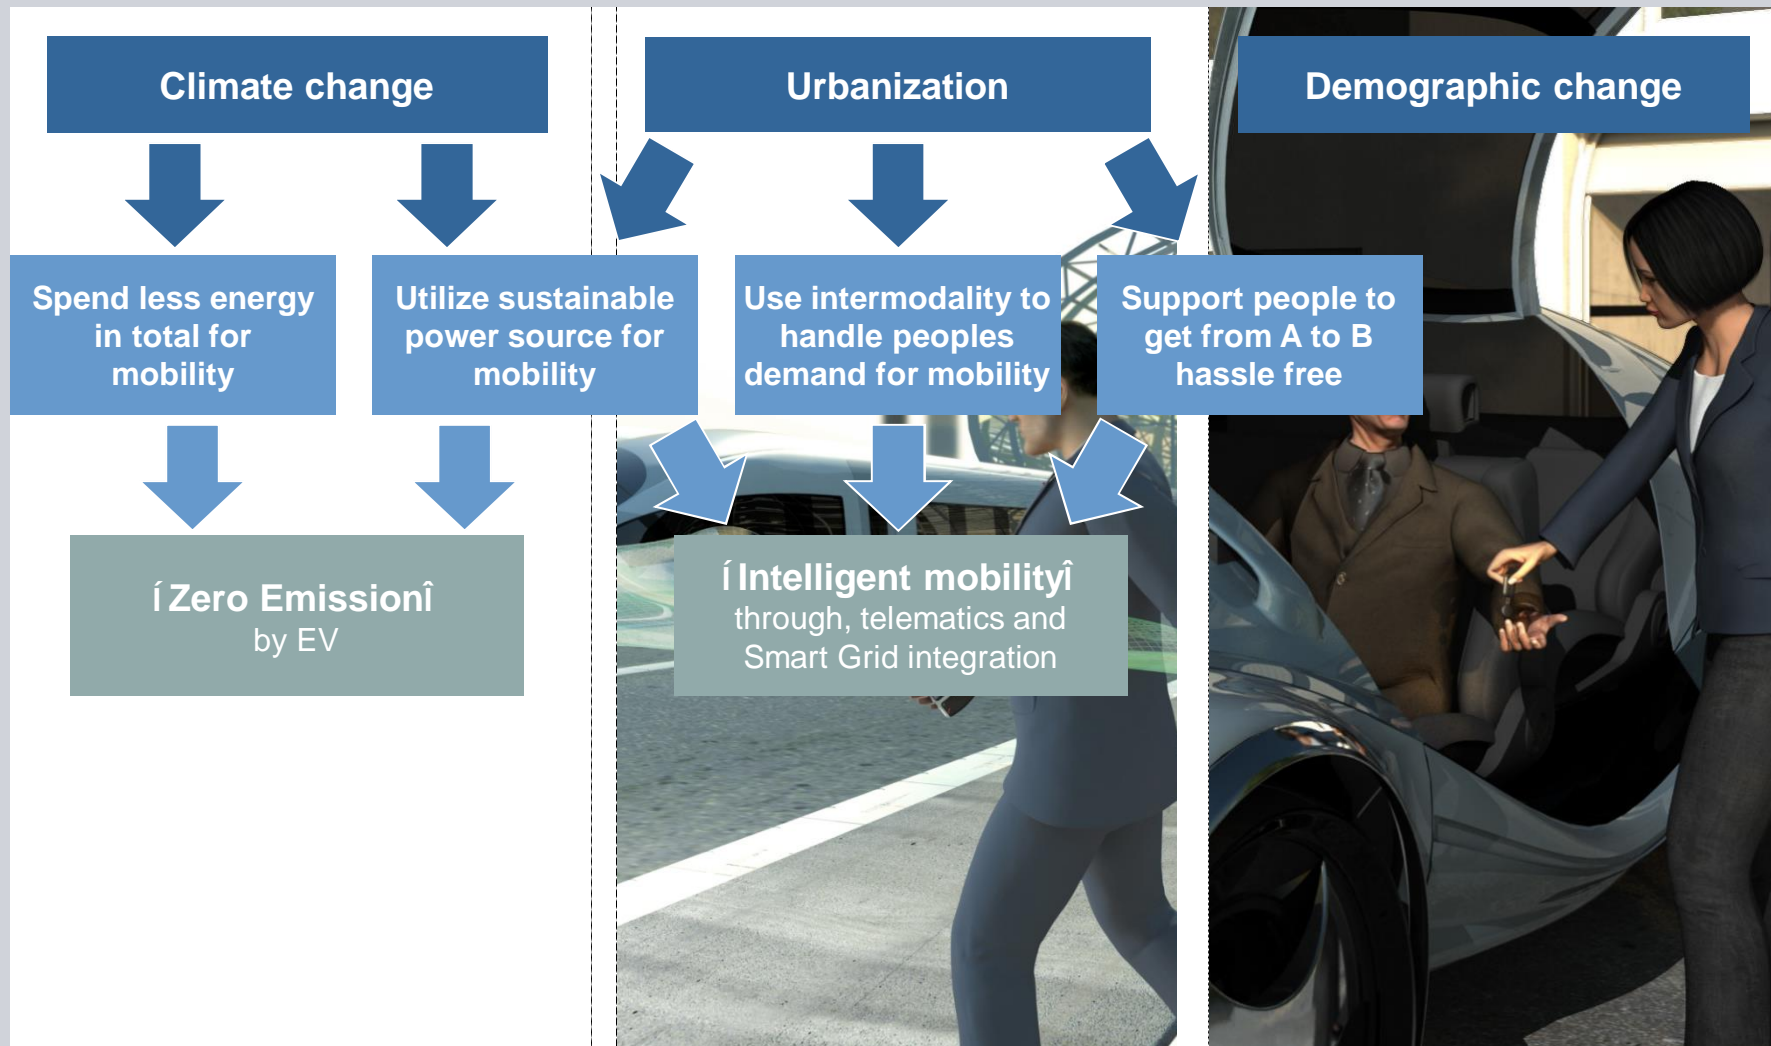 Climate change
Urbanization
Demographic change
Spend less energy
in total for
mobility
Utilize sustainable
power source for
mobility
Use intermodality to
handle peoples
demand for mobility
Support people to
get from A to B
hassle free
í Zero Emissionî
by EV
í Intelligent mobilityî
through, telematics and
Smart Grid integration